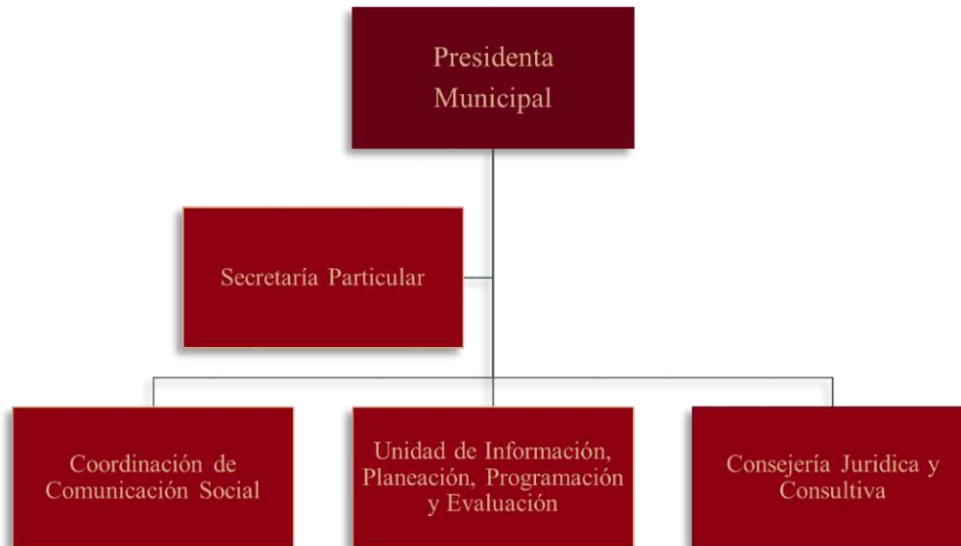 Presidenta
Municipal
Secretaría Particular
Coordinación de
Comunicación Social
Unidad de Información,
Planeación, Programación
y Evaluación
Consejería Juridica y
Consultiva